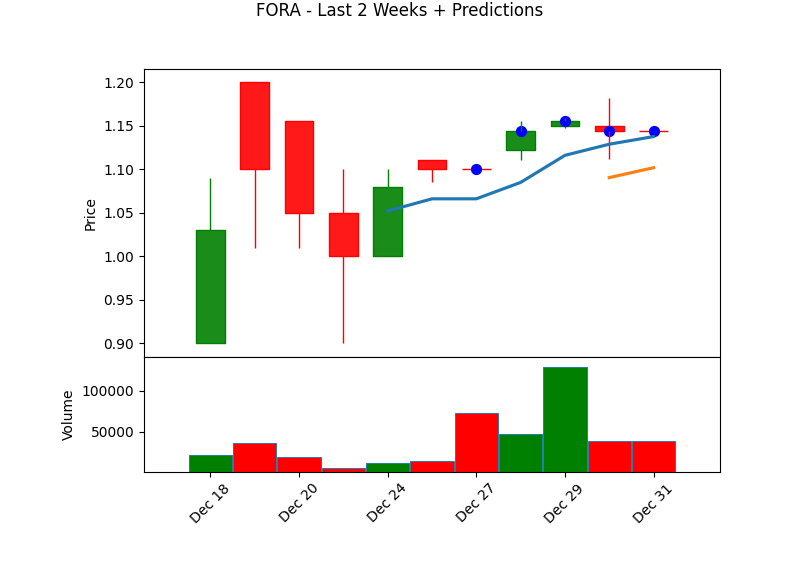 FORA - Last 2 Weeks + Predictions
1.20
1.15
1.10
Price
1.05
1.00
0.95
0.90
100000
Volume
50000
Dec 18
Dec 20
Dec 24
Dec 27
Dec 29
Dec 31